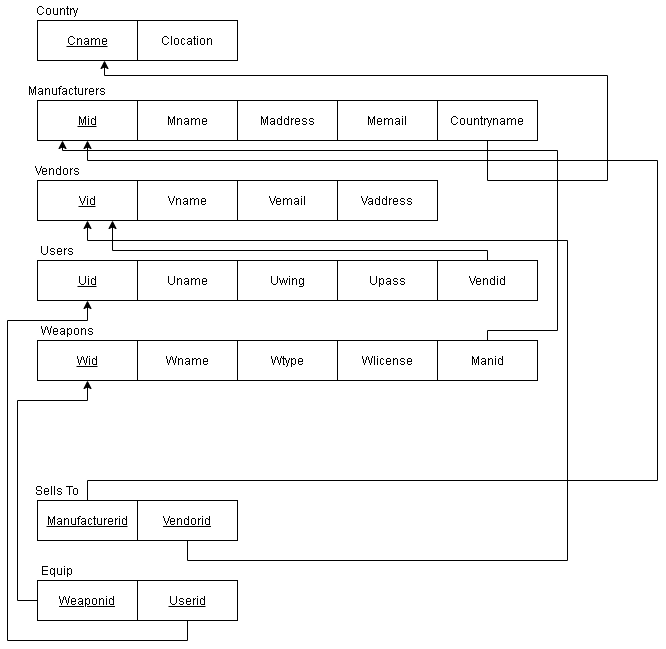 Country
Cname Clocation
Manufacturers
Mid Mname Maddress Memail Countryname
Vendors
Vid Vname Vemail Vaddress
Users
Uid Uname Uwing Upass Vendid
Weapons
Wid Wname Wtype Wlicense Manid
Sells To
Manufacturerid Vendorid
Equip
Weaponid Userid